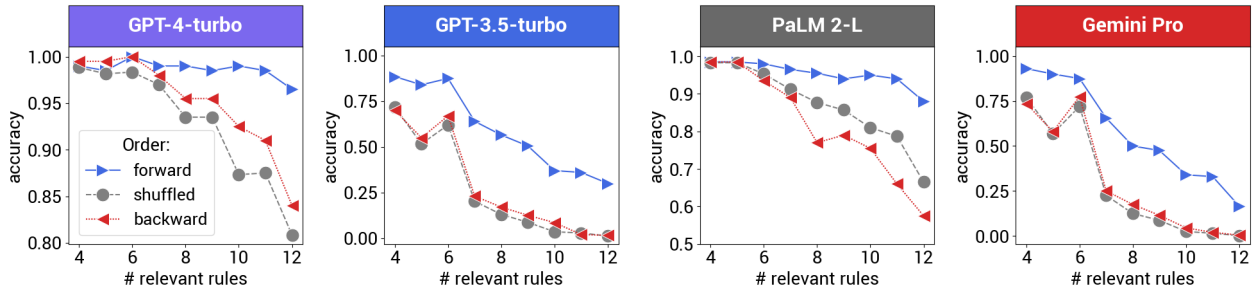 GPT-4-turbo
accuracy
1.00
0.95
0.90
0.85
0.80
Order:
forward
shuffled
backward
4 6 8 10 12
# relevant rules
GPT-3.5-turbo
accuracy
1.00
0.75
0.50
0.25
0.00
4 6 8 10 12
# relevant rules
PaLM 2-L
accuracy
1.0
0.9
0.8
0.7
0.6
0.5
4 6 8 10 12
# relevant rules
Gemini Pro
accuracy
1.00
0.75
0.50
0.25
0.00
4 6 8 10 12
# relevant rules